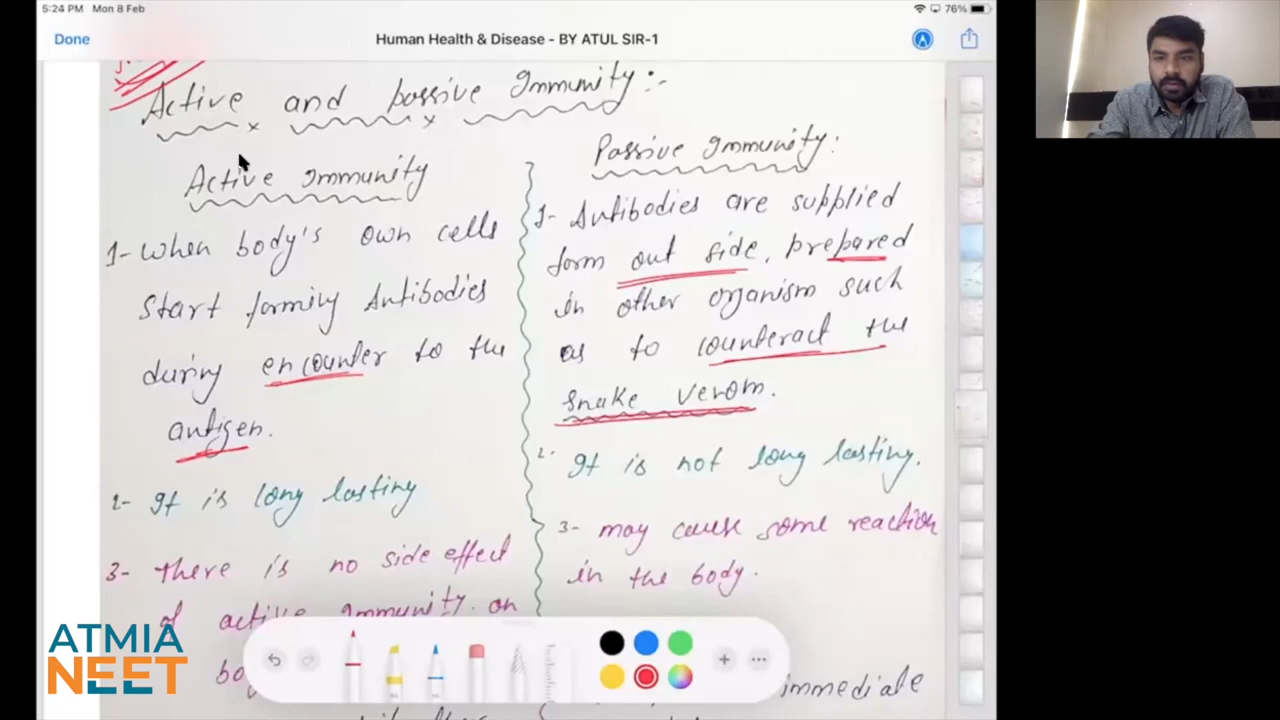 5:24 PM Mon 8 Feb
76%
Done
Human Health & Disease - BY ATUL SIR-1
Active and passive Immunity :-
Active Immunity
1- When body's own cells
start forming Antibodies
during encounter to the
antigen.
2- It is long lasting
3- there is no side effect
of active immunity on
bo
Passive Immunity:
1- Antibodies are supplied
form out side, prepared
in other organism such
as to counteract the
snake venom.
2- It is not long lasting.
3- may cause some reaction
in the body.
immediate
ATMIA
NEET